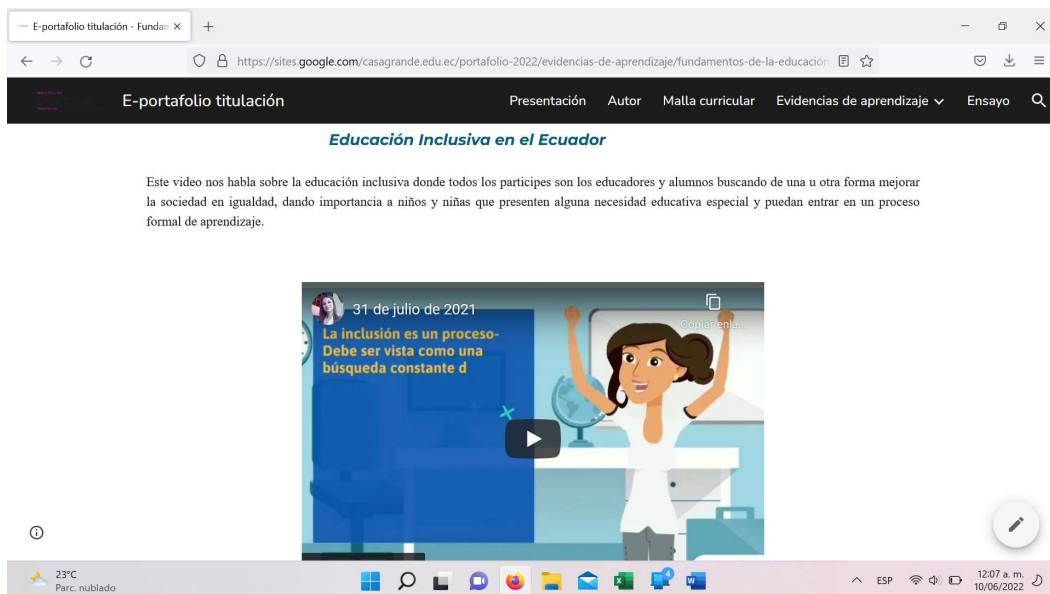 E-portafolio titulación - Fundam
https://sites.google.com/casagrande.edu.ec/portafolio-2022/evidencias-de-aprendizaje/fundamentos-de-la-educación
E-portafolio titulación
Presentación Autor Malla curricular Evidencias de aprendizaje Ensayo
Educación Inclusiva en el Ecuador
Este video nos habla sobre la educación inclusiva donde todos los participes son los educadores y alumnos buscando de una u otra forma mejorar
la sociedad en igualdad, dando importancia a niños y niñas que presenten alguna necesidad educativa especial y puedan entrar en un proceso
formal de aprendizaje.
31 de julio de 2021
Copiar enla...
La inclusión es un proceso-
Debe ser vista como una
búsqueda constante d
23°C
Parc. nublado
4
ESP
12:07 a. m.
10/06/2022